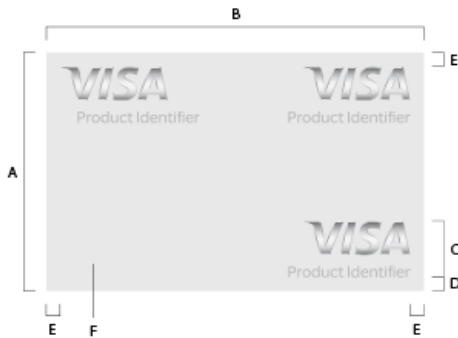 B
E
VISA VISA
Product Identifier Product Identifier
A
VISA
C
Product Identifier
D
E F E